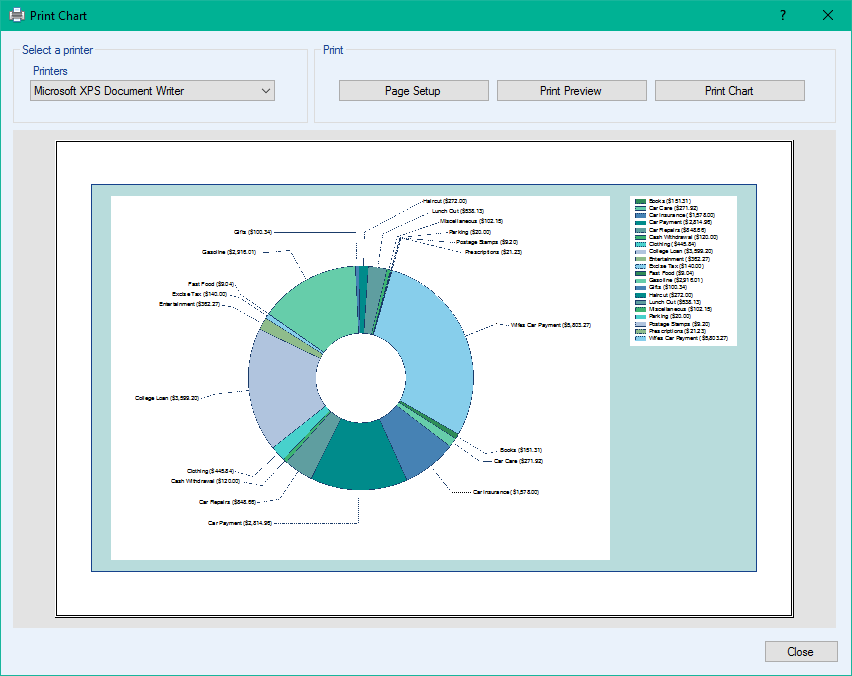 Print Chart
?
Select a printer
Printers
Microsoft XPS Document Writer
Print
Page Setup
Print Preview
Print Chart
Haircut ($272.00)
Lunch Out ($538.13)
Miscellaneous ($102.15)
Parking ($20.00)
Postage Stamps ($9.20)
Prescriptions ($21.23)
Gifts ($100.34)
Gasoline ($2,916.01)
Fast Food ($9.04)
Excise Tax ($140.00)
Entertainment ($362.27)
Wifes Car Payment ($5,803.27)
College Loan ($3,599.20)
Books ($151.31)
Car Care ($271.92)
Clothing ($445.84)
Cash Withdrawal ($120.00)
Car Insurance ($1,578.00)
Car Repairs ($848.66)
Car Payment ($2,814.96)
Books ($151.31)
Car Care ($271.92)
Car Insurance ($1,578.00)
Car Payment ($2,814.96)
Car Repairs ($848.66)
Cash Withdrawal ($120.00)
Clothing ($445.84)
College Loan ($3,599.20)
Entertainment ($362.27)
Excise Tax ($140.00)
Fast Food ($9.04)
Gasoline ($2,916.01)
Gifts ($100.34)
Haircut ($272.00)
Lunch Out ($538.13)
Miscellaneous ($102.15)
Parking ($20.00)
Postage Stamps ($9.20)
Prescriptions ($21.23)
Wifes Car Payment ($5,803.27)
Close